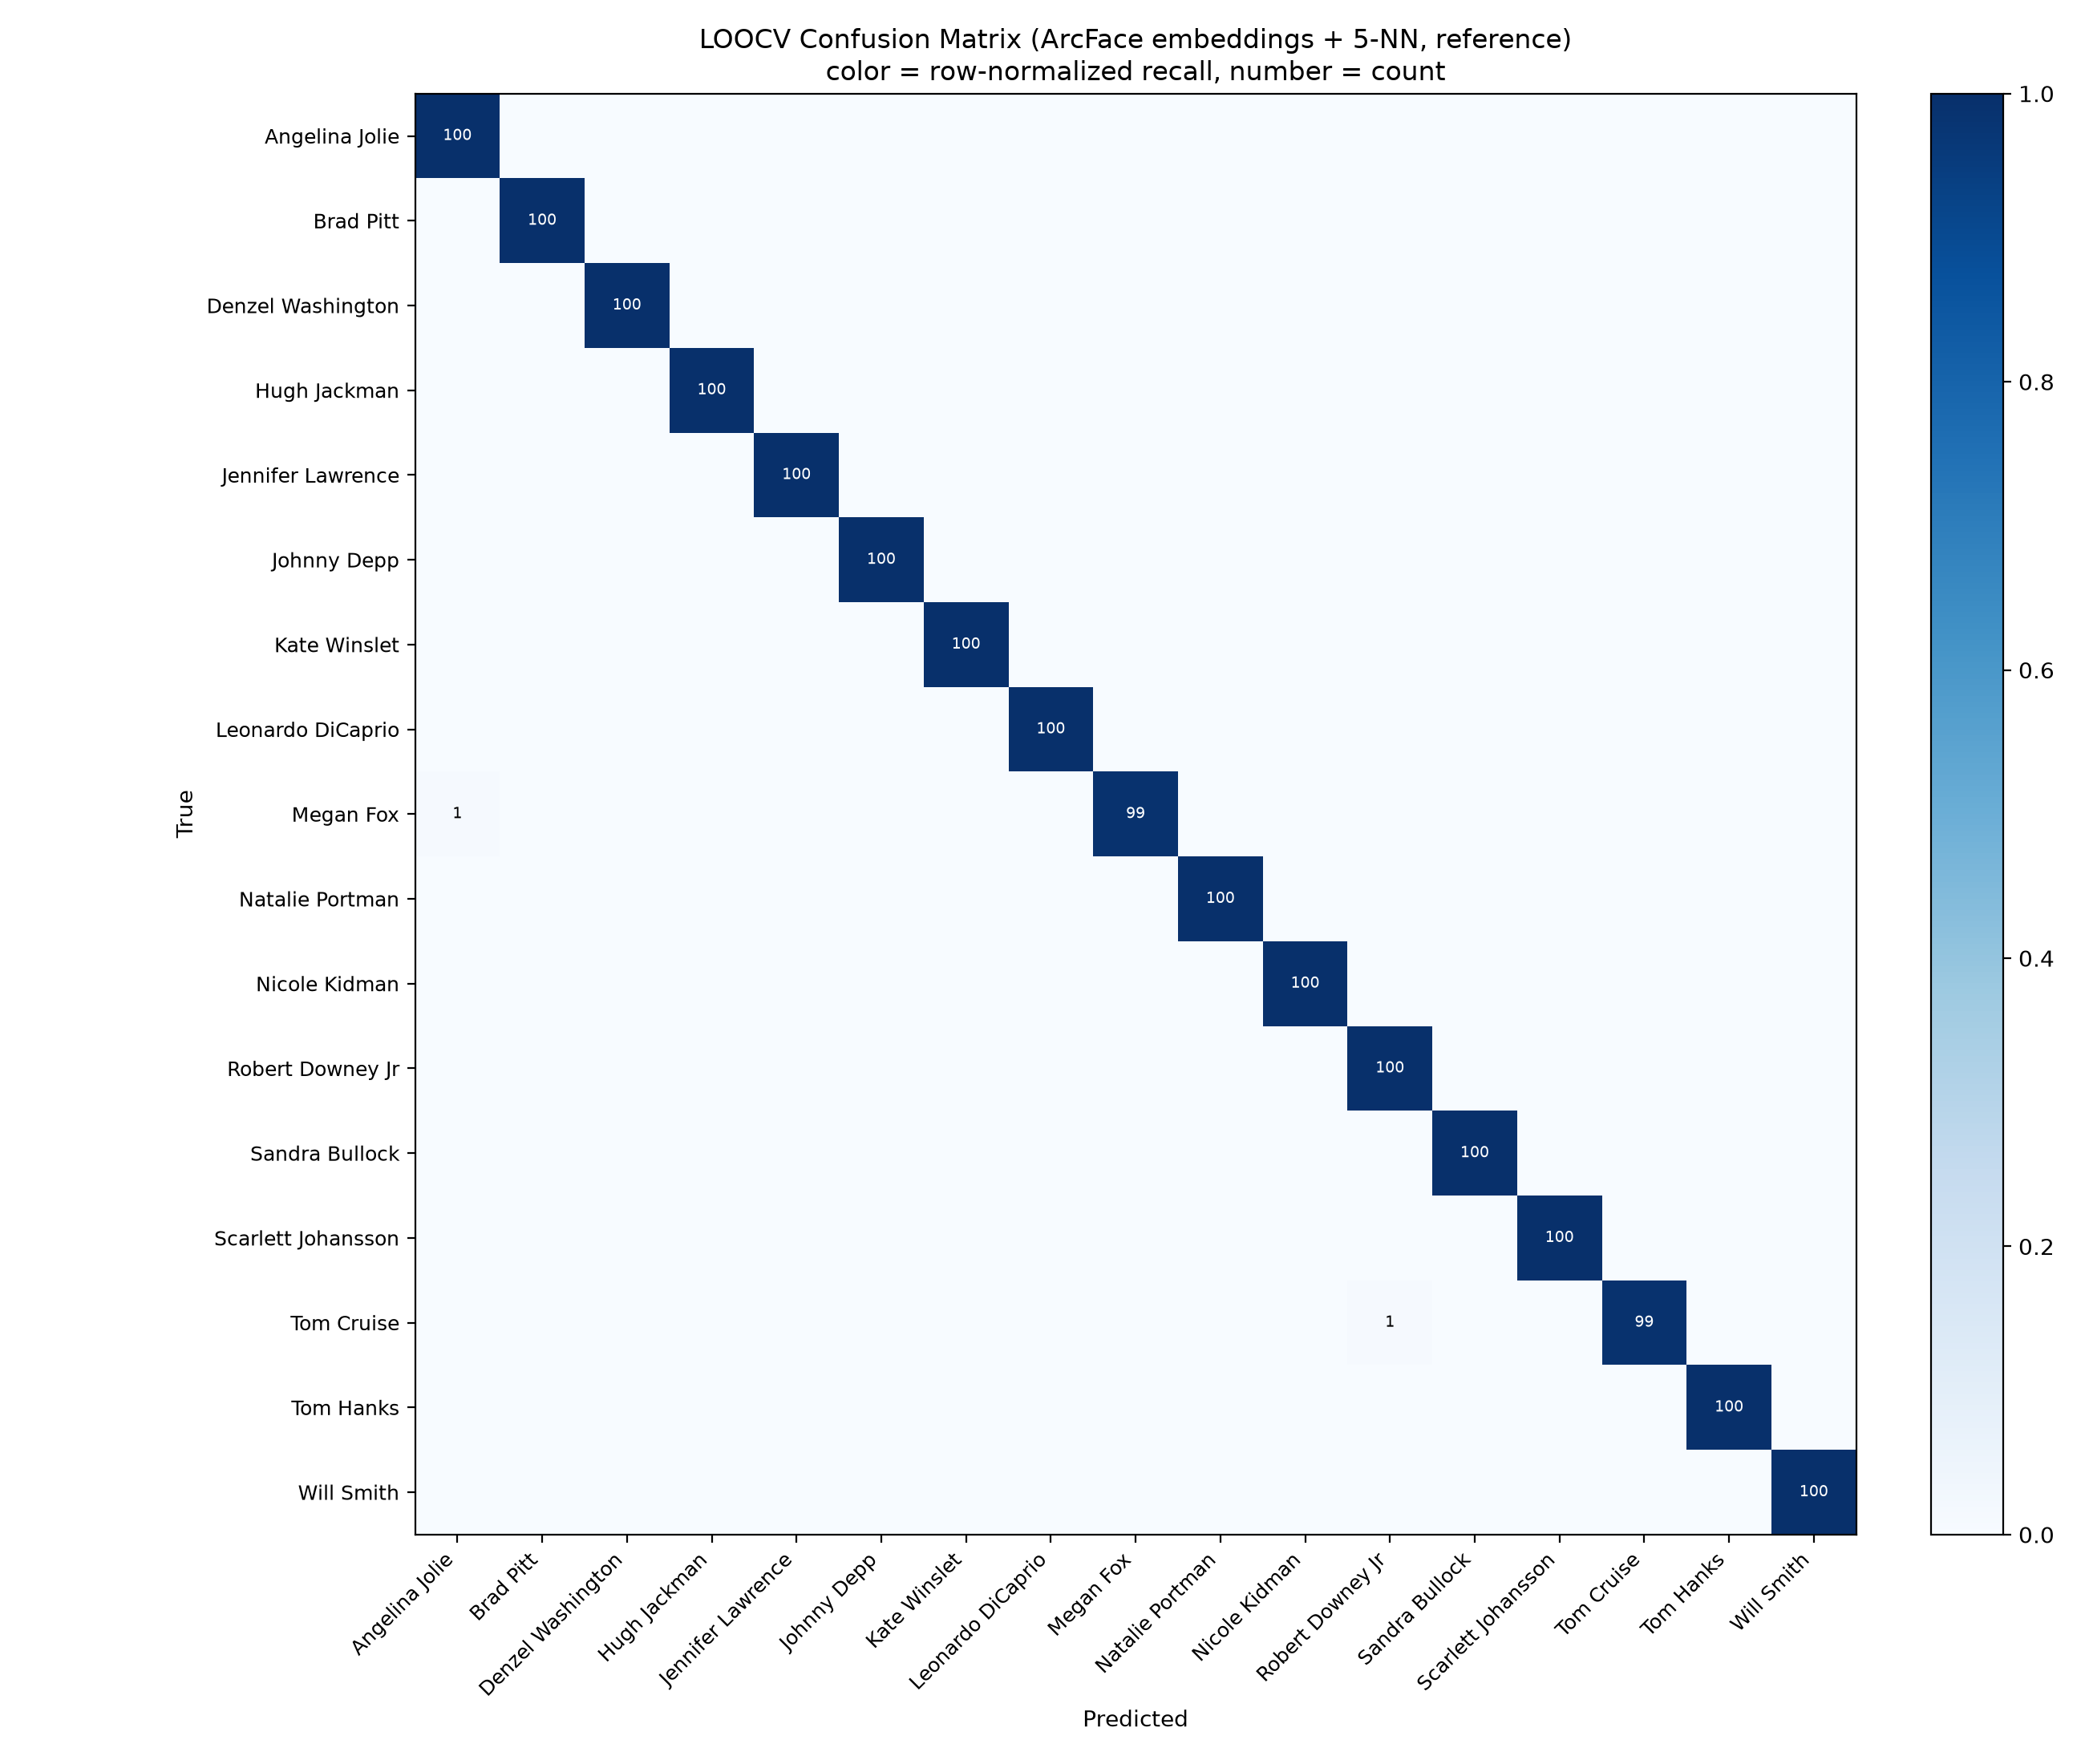 LOOCV Confusion Matrix (ArcFace embeddings + 5-NN, reference)
color = row-normalized recall, number = count
True
Angelina Jolie
100
Brad Pitt
100
Denzel Washington
100
Hugh Jackman
100
Jennifer Lawrence
100
Johnny Depp
100
Kate Winslet
100
Leonardo DiCaprio
100
Megan Fox
1
99
Natalie Portman
100
Nicole Kidman
100
Robert Downey Jr
100
Sandra Bullock
100
Scarlett Johansson
100
Tom Cruise
1
99
Tom Hanks
100
Will Smith
100
Angelina Jolie
Brad Pitt
Denzel Washington
Hugh Jackman
Jennifer Lawrence
Johnny Depp
Kate Winslet
Leonardo DiCaprio
Megan Fox
Natalie Portman
Nicole Kidman
Robert Downey Jr
Sandra Bullock
Scarlett Johansson
Tom Cruise
Tom Hanks
Will Smith
Predicted
1.0
0.8
0.6
0.4
0.2
0.0